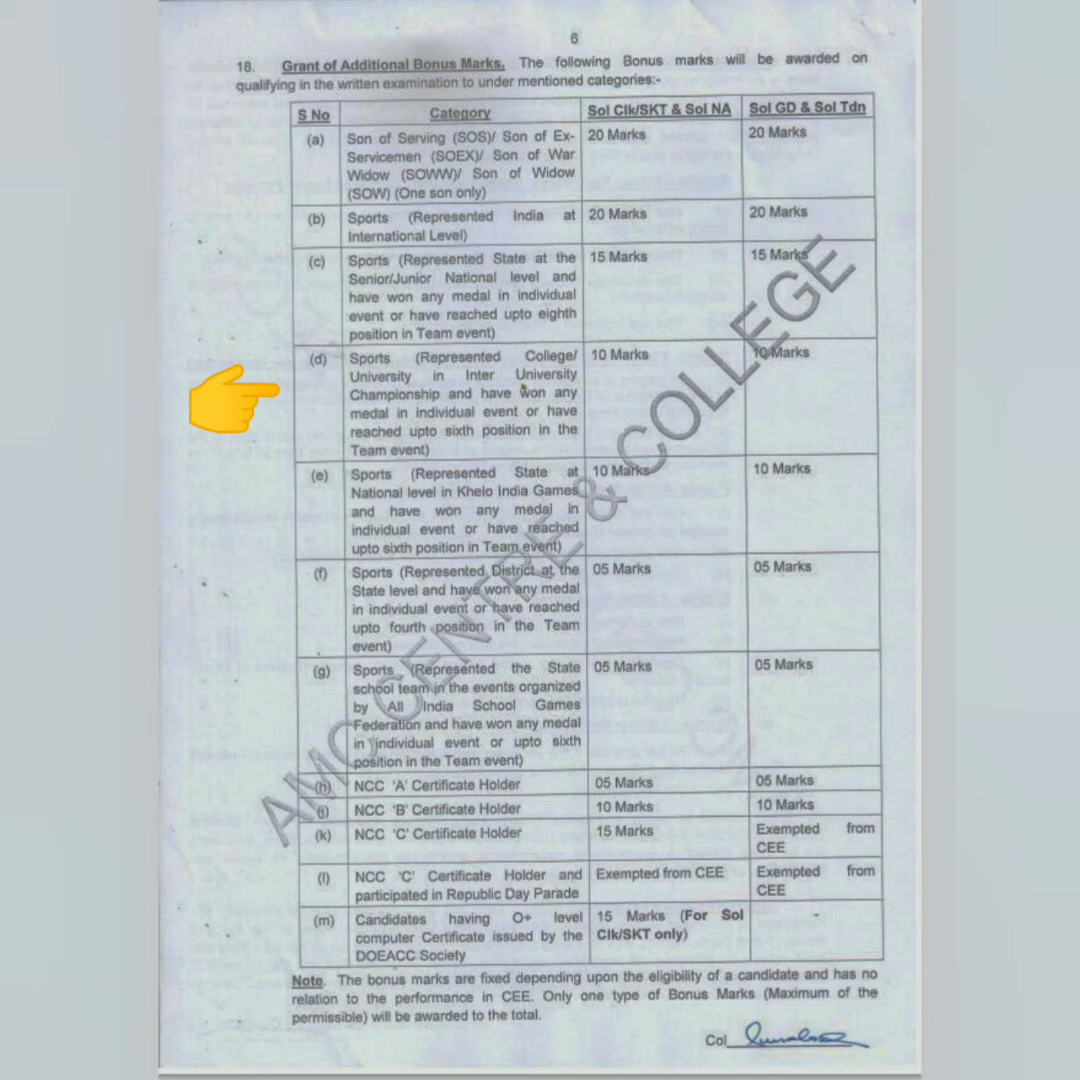 6
18. Grant of Additional Bonus Marks. The following Bonus marks will be awarded on
qualifying in the written examination to under mentioned categories:-
S No Category Sol Clk/SKT & Sol NA Sol GD & Sol Tdn
(a) Son of Serving (SOS)/ Son of Ex- 20 Marks 20 Marks
Servicemen (SOEX)/ Son of War
Widow (SOWW)/ Son of Widow
(SOW) (One son only)
(b) Sports (Represented India at 20 Marks 20 Marks
International Level)
(c) Sports (Represented State at the 15 Marks 15 Marks
Senior/Junior National level and
have won any medal in individual
event or have reached upto eighth
position in Team event)
(d) Sports (Represented College/ 10 Marks 10 Marks
University in Inter University
Championship and have won any
medal in individual event or have
reached upto sixth position in the
Team event)
(e) Sports (Represented State at 10 Marks 10 Marks
National level in Khelo India Games
and have won any medal in
individual event or have reached
upto sixth position in Team event)
(f) Sports (Represented District at the 05 Marks 05 Marks
State level and have won any medal
in individual event or have reached
upto fourth position in the Team
event)
(g) Sports (Represented the State 05 Marks 05 Marks
school team in the events organized
by All India School Games
Federation and have won any medal
in individual event or upto sixth
position in the Team event)
(h) NCC 'A' Certificate Holder 05 Marks 05 Marks
(j) NCC 'B' Certificate Holder 10 Marks 10 Marks
(k) NCC 'C' Certificate Holder 15 Marks Exempted from
CEE
(l) NCC 'C' Certificate Holder and Exempted from CEE Exempted from
participated in Republic Day Parade CEE
(m) Candidates having O+ level 15 Marks (For Sol -
computer Certificate issued by the Clk/SKT only)
DOEACC Society
Note. The bonus marks are fixed depending upon the eligibility of a candidate and has no
relation to the performance in CEE. Only one type of Bonus Marks (Maximum of the
permissible) will be awarded to the total.
Col
AMC CENTRE & COLLEGE